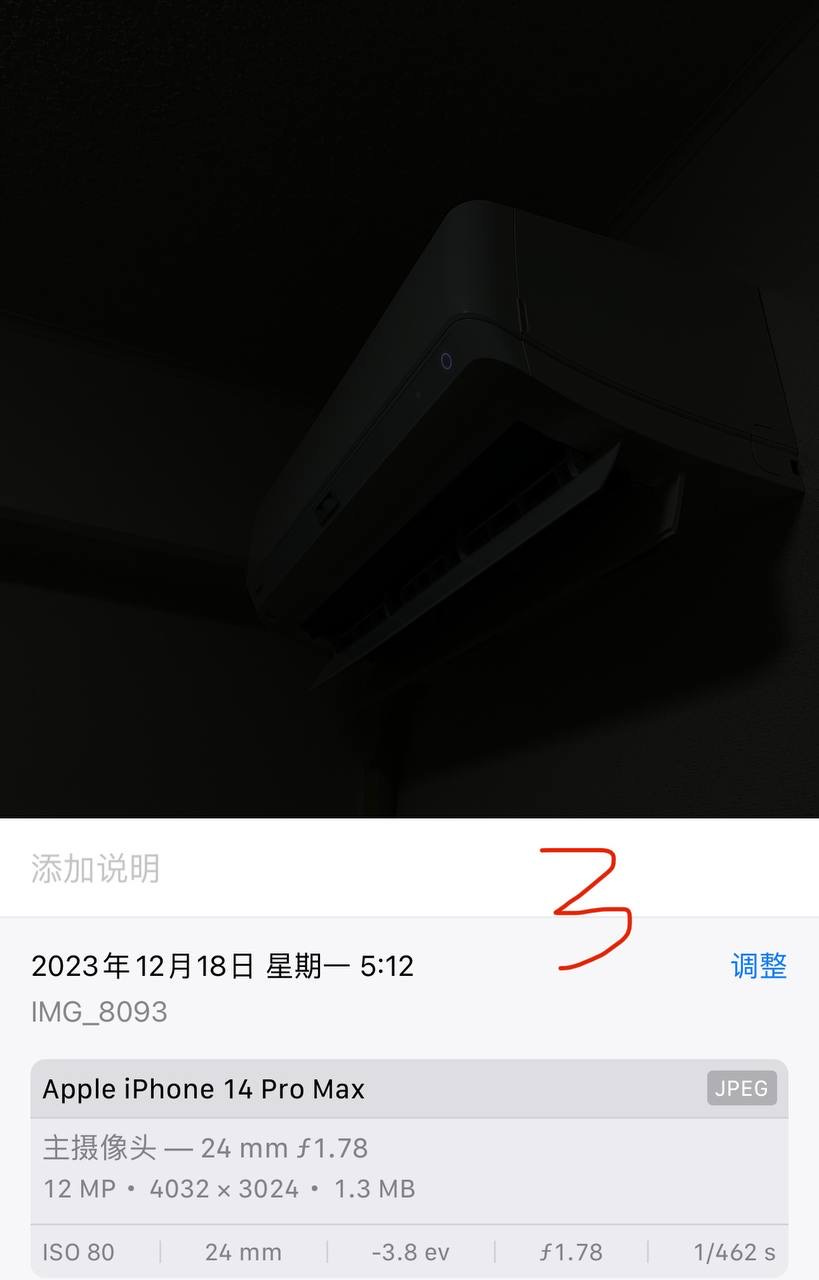 添加说明
3
2023年12月18日 星期一 5:12
调整
IMG_8093
Apple iPhone 14 Pro Max
JPEG
主摄像头 — 24 mm ƒ1.78
12 MP • 4032 × 3024 • 1.3 MB
ISO 80
24 mm
-3.8 ev
ƒ1.78
1/462 s